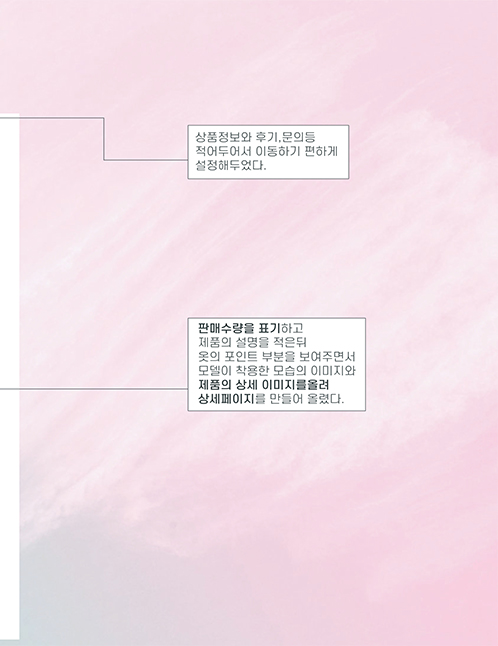 상품정보와 후기,문의등
적어두어서 이동하기 편하게
설정해두었다.
판매수량을 표기하고
제품의 설명을 적은뒤
옷의 포인트 부분을 보여주면서
모델이 착용한 모습의 이미지와
제품의 상세 이미지를올려
상세페이지를 만들어 올렸다.